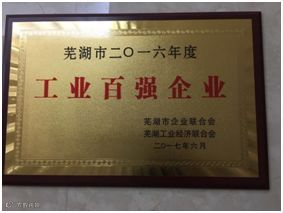 芜湖市二〇一六年度
工业百强企业
芜湖市企业联合会
芜湖工业经济联合会
二〇一七年六月